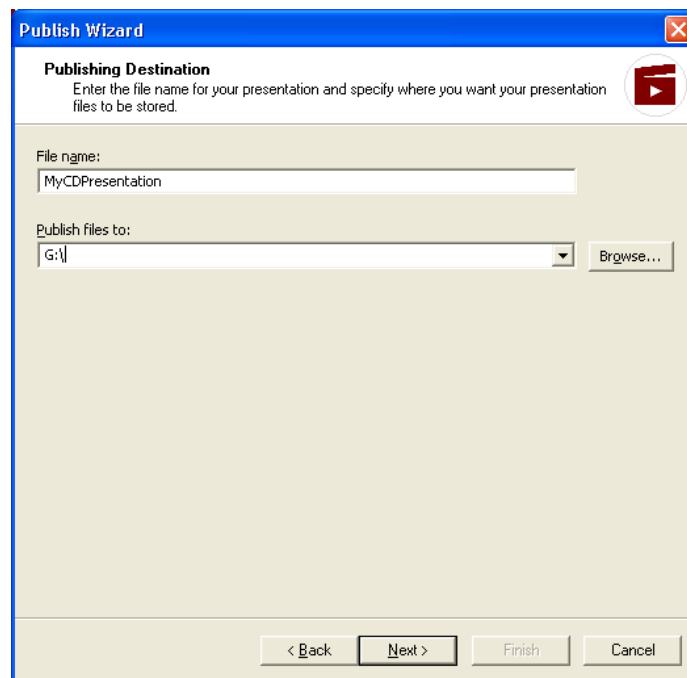 Publish Wizard
Publishing Destination
Enter the file name for your presentation and specify where you want your presentation
files to be stored.
File name:
MyCDPresentation
Publish files to:
G:\
Browse...
< Back
Next >
Finish
Cancel